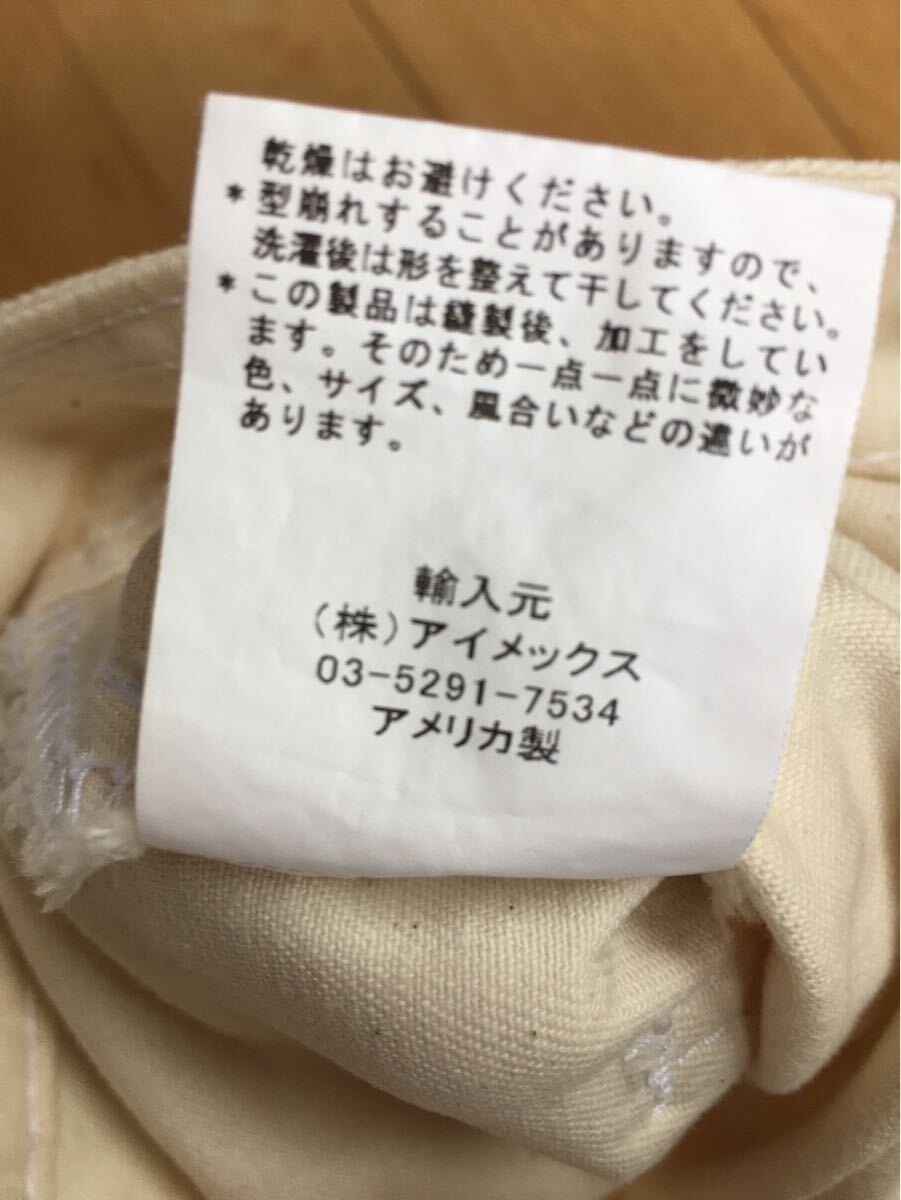 乾燥はお避けください。
*型崩れすることがありますので、
洗濯後は形を整えて干してください。
*この製品は縫製後、加工をしてい
ます。そのため一点一点に微妙な
色、サイズ、風合いなどの違いが
あります。
輸入元
(株)アイメックス
03-5291-7534
アメリカ製